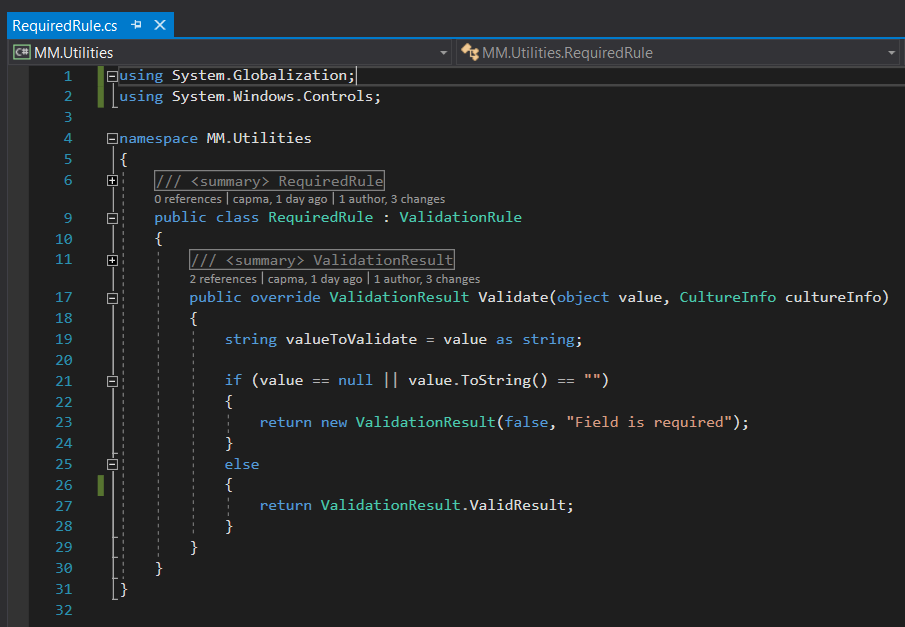 RequiredRule.cs
C# MM.Utilities MM.Utilities.RequiredRule
1 using System.Globalization;
2 using System.Windows.Controls;
3
4 namespace MM.Utilities
5 {
6 /// <summary> RequiredRule
0 references | capma, 1 day ago | 1 author, 3 changes
9 public class RequiredRule : ValidationRule
10 {
11 /// <summary> ValidationResult
2 references | capma, 1 day ago | 1 author, 3 changes
17 public override ValidationResult Validate(object value, CultureInfo cultureInfo)
18 {
19 string valueToValidate = value as string;
20
21 if (value == null || value.ToString() == "")
22 {
23 return new ValidationResult(false, "Field is required");
24 }
25 else
26 {
27 return ValidationResult.ValidResult;
28 }
29 }
30 }
31 }
32